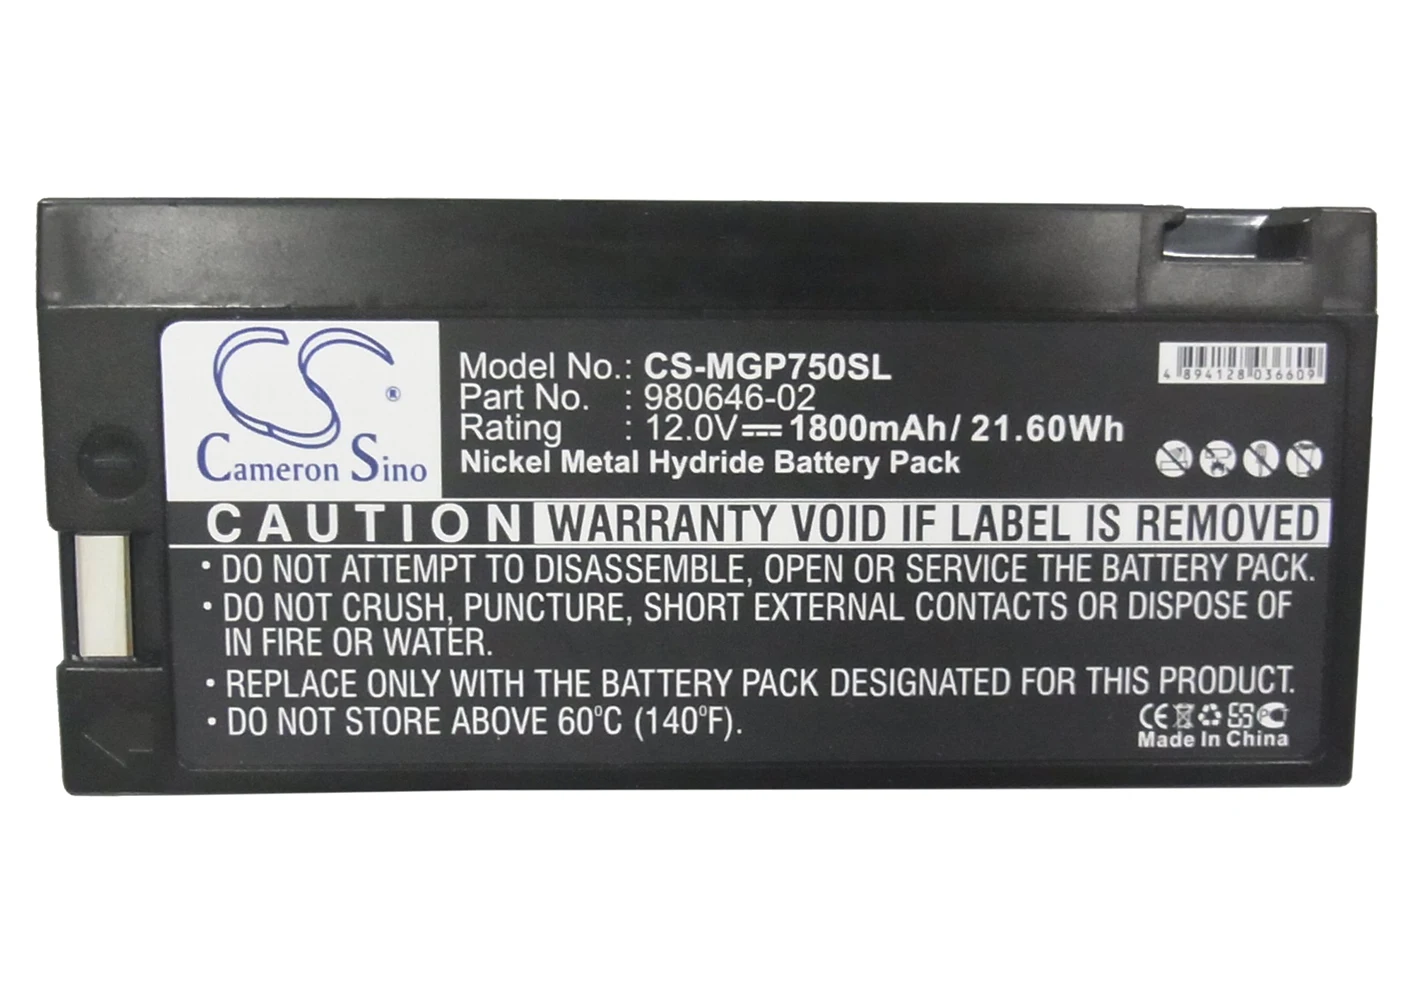 CS ®
Cameron Sino
Model No.: CS-MGP750SL
Part No. : 980646-02
Rating : 12.0V⎓ 1800mAh/ 21.60Wh
Nickel Metal Hydride Battery Pack
4 894128 036609
CAUTION WARRANTY VOID IF LABEL IS REMOVED
• DO NOT ATTEMPT TO DISASSEMBLE, OPEN OR SERVICE THE BATTERY PACK.
• DO NOT CRUSH, PUNCTURE, SHORT EXTERNAL CONTACTS OR DISPOSE OF
IN FIRE OR WATER.
• REPLACE ONLY WITH THE BATTERY PACK DESIGNATED FOR THIS PRODUCT.
• DO NOT STORE ABOVE 60°C (140°F).
CE
Made In China